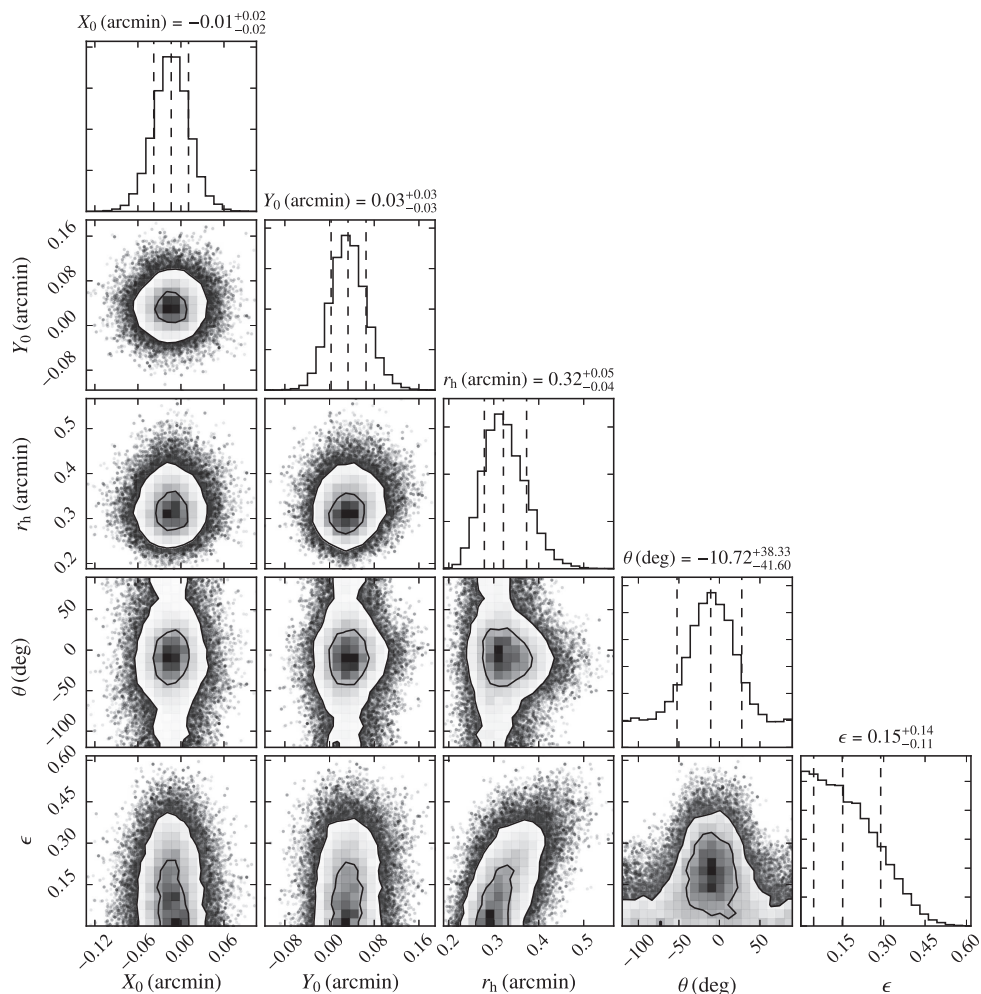 X₀ (arcmin) = −0.01 +0.02 −0.02
0.16
0.08
0.00
−0.08
Y₀ (arcmin)
Y₀ (arcmin) = 0.03 +0.03 −0.03
0.5
0.4
0.3
0.2
r_h (arcmin)
r_h (arcmin) = 0.32 +0.05 −0.04
50
0
−50
−100
θ (deg)
θ (deg) = −10.72 +38.33 −41.60
0.60
0.45
0.30
0.15
ϵ
ϵ = 0.15 +0.14 −0.11
−0.12 −0.06 0.00 0.06
−0.08 0.00 0.08 0.16
0.2 0.3 0.4 0.5
−100 −50 0 50
0.15 0.30 0.45 0.60
X₀ (arcmin)
Y₀ (arcmin)
r_h (arcmin)
θ (deg)
ϵ